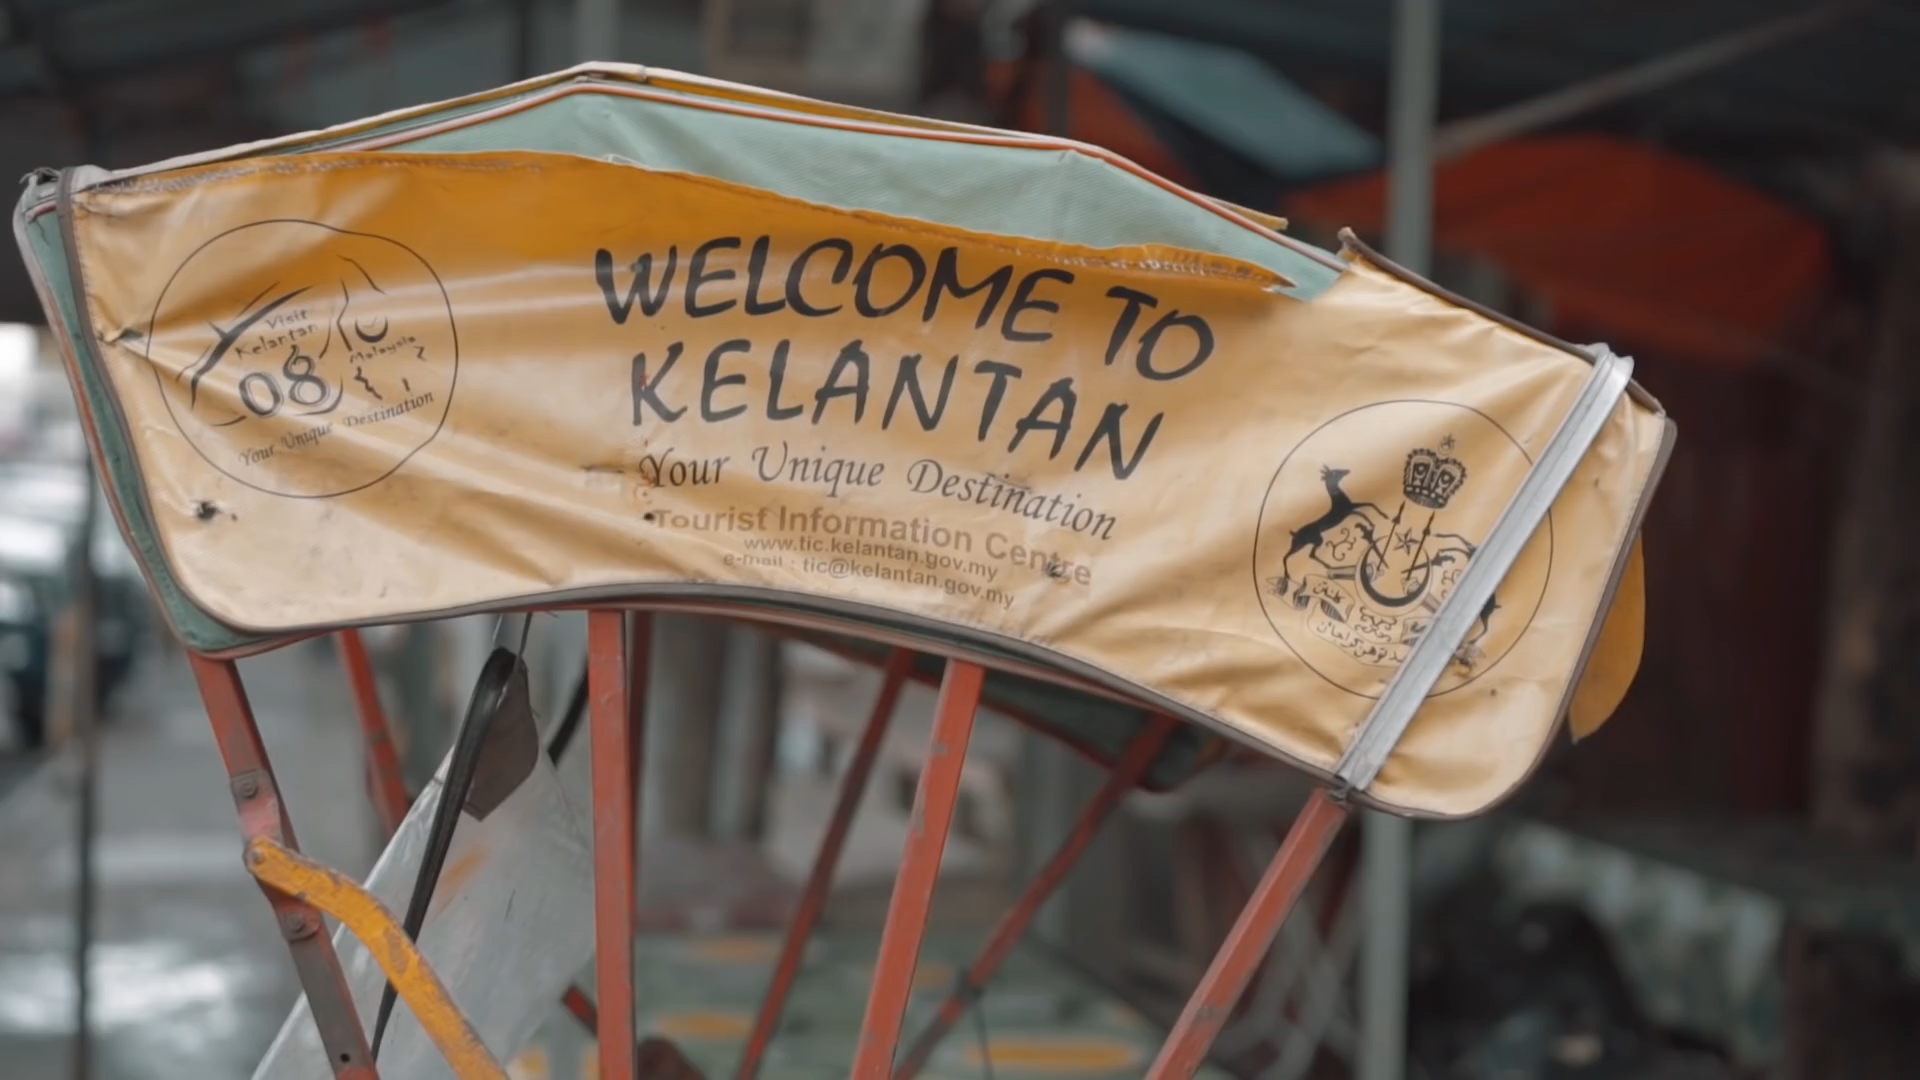 Visit
Kelantan
08
Malaysia
Your Unique Destination
WELCOME TO
KELANTAN
Your Unique Destination
Tourist Information Centre
www.tic.kelantan.gov.my
e-mail : tic@kelantan.gov.my